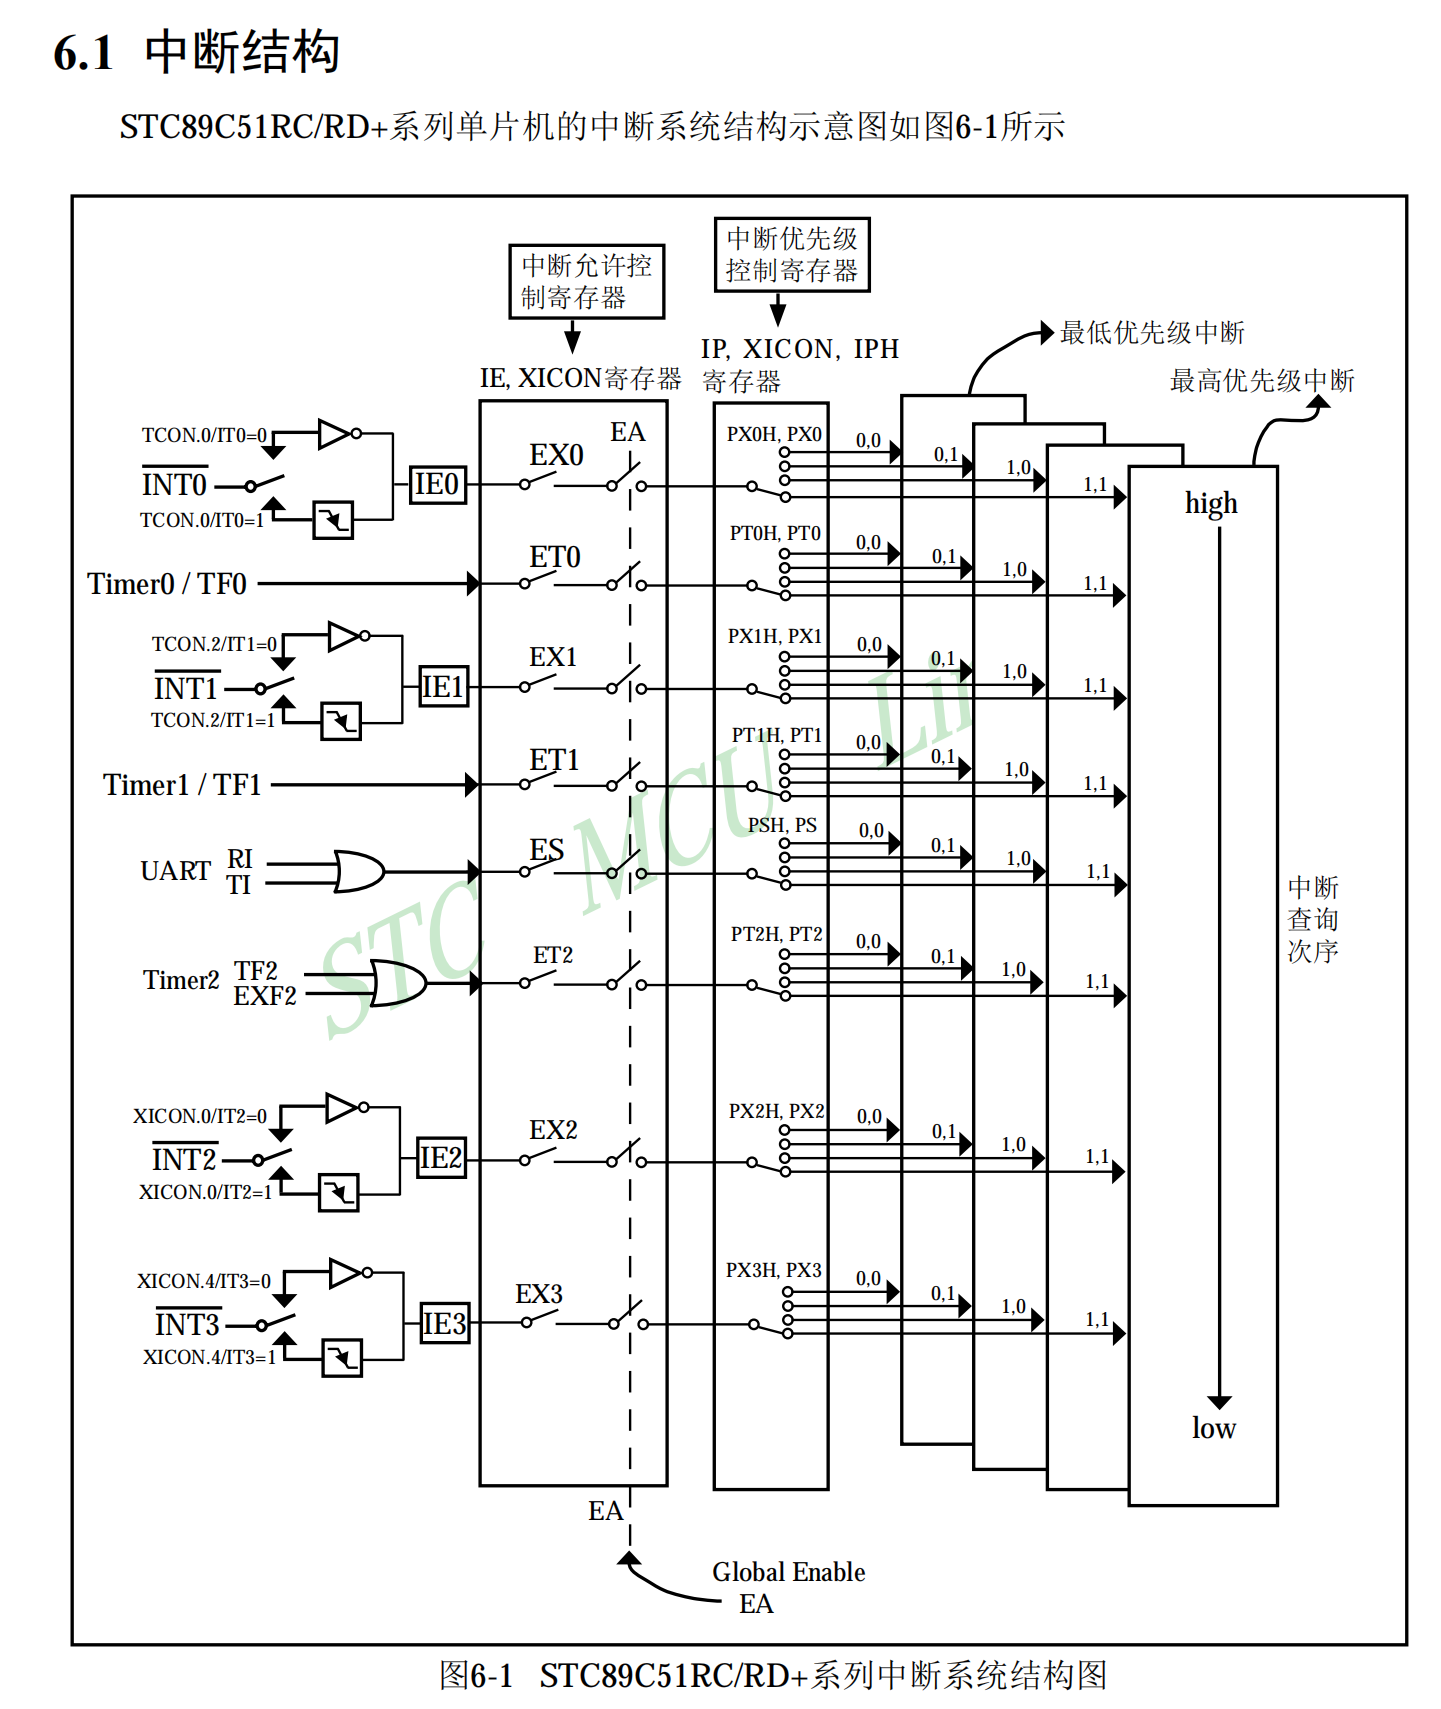 6.1 中断结构
STC89C51RC/RD+系列单片机的中断系统结构示意图如图6-1所示
中断优先级
控制寄存器
中断允许控
制寄存器
IP, XICON, IPH
寄存器
IE, XICON寄存器
最低优先级中断
最高优先级中断
EA
TCON.0/IT0=0
INT0
TCON.0/IT0=1
IE0
EX0
PX0H, PX0
0,0
0,1
1,0
1,1
high
Timer0 / TF0
ET0
PT0H, PT0
0,0
0,1
1,0
1,1
TCON.2/IT1=0
INT1
TCON.2/IT1=1
IE1
EX1
PX1H, PX1
0,0
0,1
1,0
1,1
Timer1 / TF1
ET1
PT1H, PT1
0,0
0,1
1,0
1,1
UART
RI
TI
ES
PSH, PS
0,0
0,1
1,0
1,1
中断
查询
次序
Timer2
TF2
EXF2
ET2
PT2H, PT2
0,0
0,1
1,0
1,1
XICON.0/IT2=0
INT2
XICON.0/IT2=1
IE2
EX2
PX2H, PX2
0,0
0,1
1,0
1,1
XICON.4/IT3=0
INT3
XICON.4/IT3=1
IE3
EX3
PX3H, PX3
0,0
0,1
1,0
1,1
low
EA
Global Enable
EA
STC MCU
图6-1 STC89C51RC/RD+系列中断系统结构图